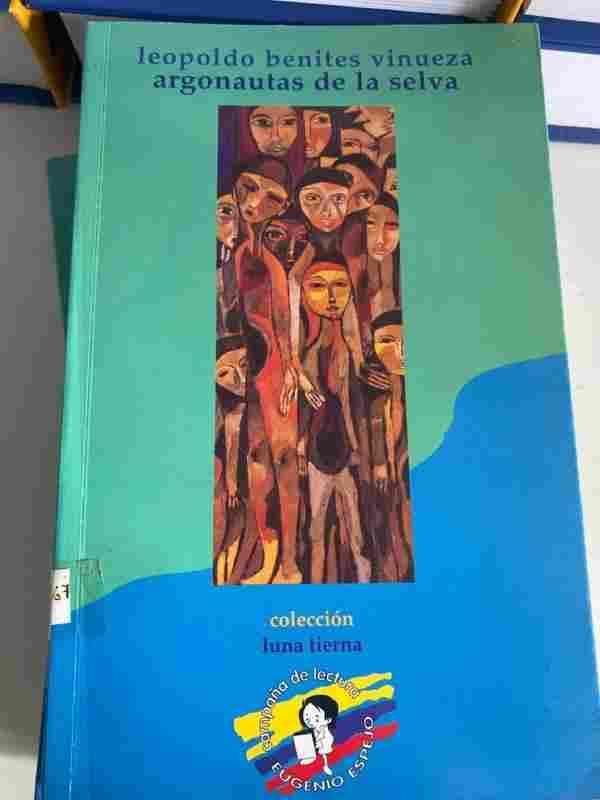 leopoldo benites vinueza
argonautas de la selva
colección
luna tierna
campaña de lectura
EUGENIO ESPEJO